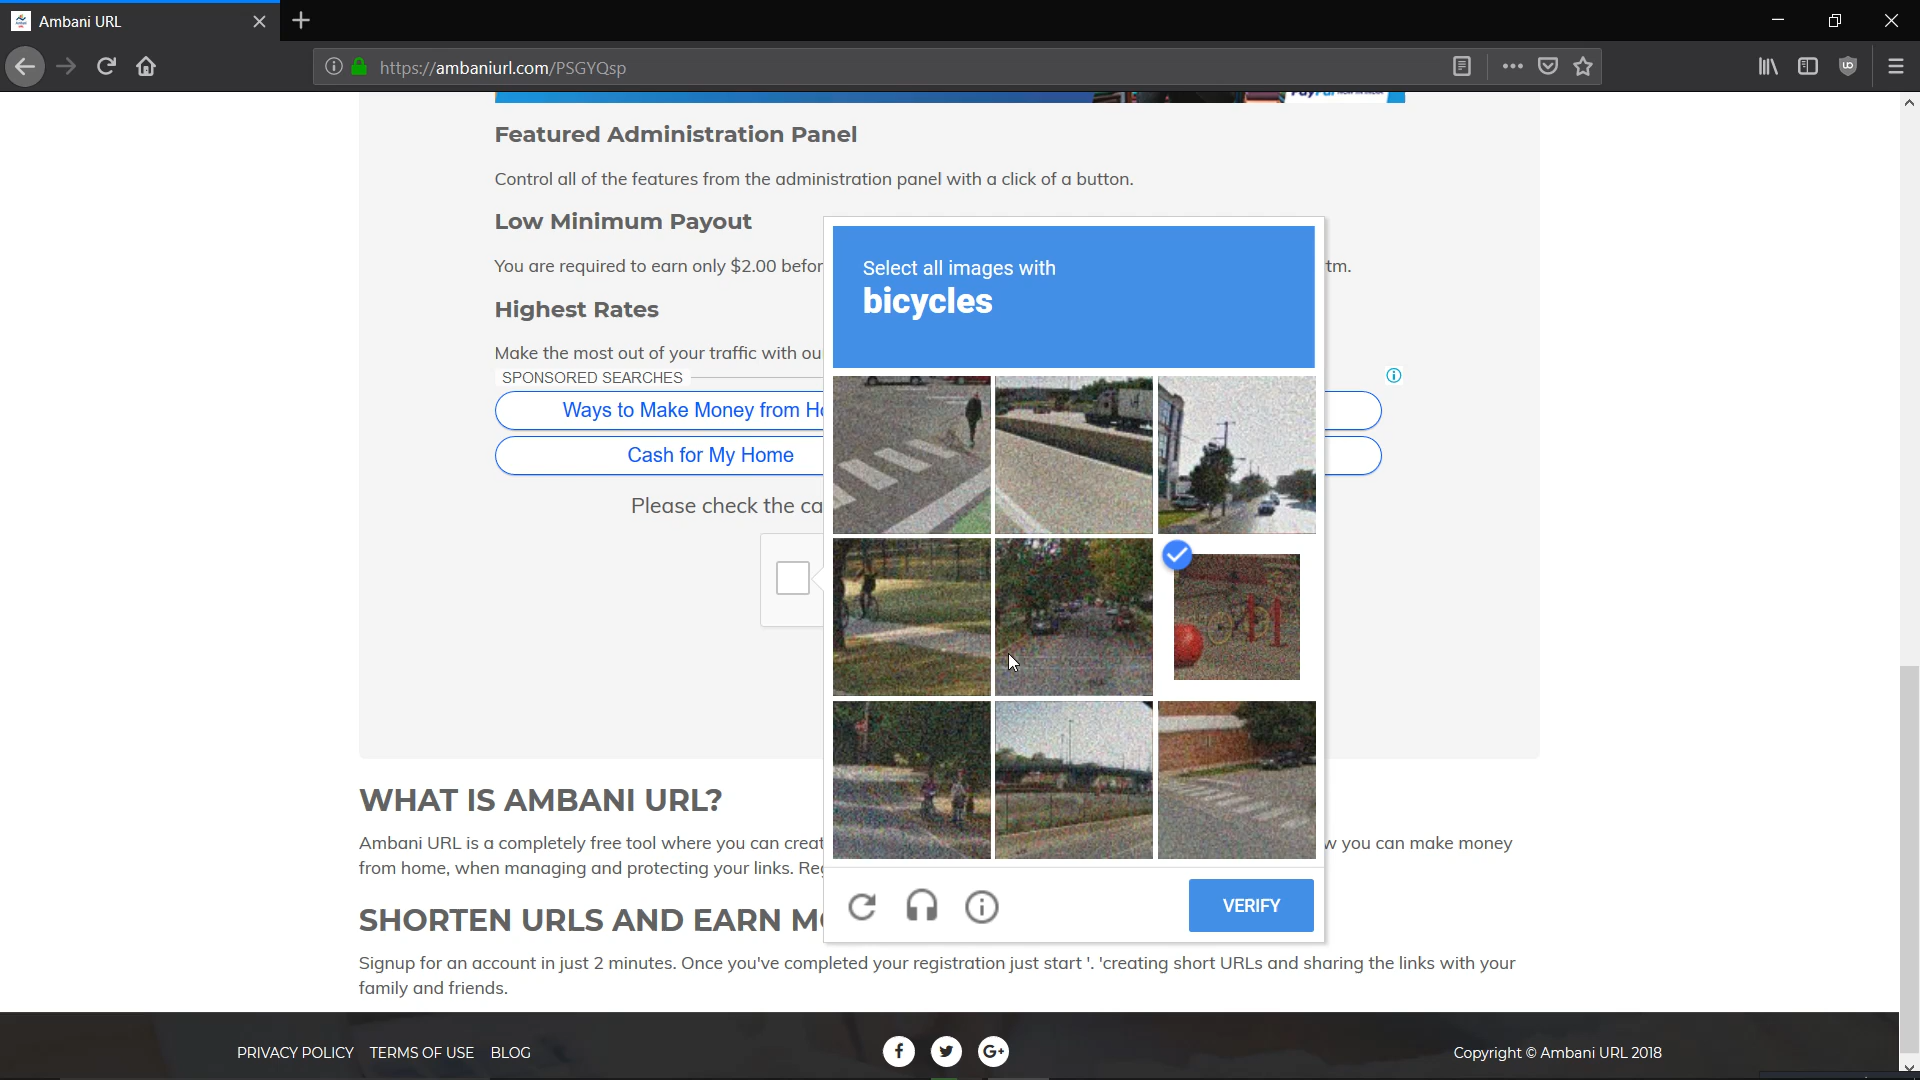 Ambani URL
https://ambaniurl.com/PSGYQsp
Featured Administration Panel
Control all of the features from the administration panel with a click of a button.
Low Minimum Payout
You are required to earn only $2.00 befor
tm.
Highest Rates
Make the most out of your traffic with ou
SPONSORED SEARCHES
Ways to Make Money from Ho
Cash for My Home
Please check the ca
Select all images with
bicycles
VERIFY
WHAT IS AMBANI URL?
Ambani URL is a completely free tool where you can creat
w you can make money
from home, when managing and protecting your links. Reg
SHORTEN URLS AND EARN MO
Signup for an account in just 2 minutes. Once you've completed your registration just start '. 'creating short URLs and sharing the links with your
family and friends.
PRIVACY POLICY TERMS OF USE BLOG
f
G+
Copyright © Ambani URL 2018